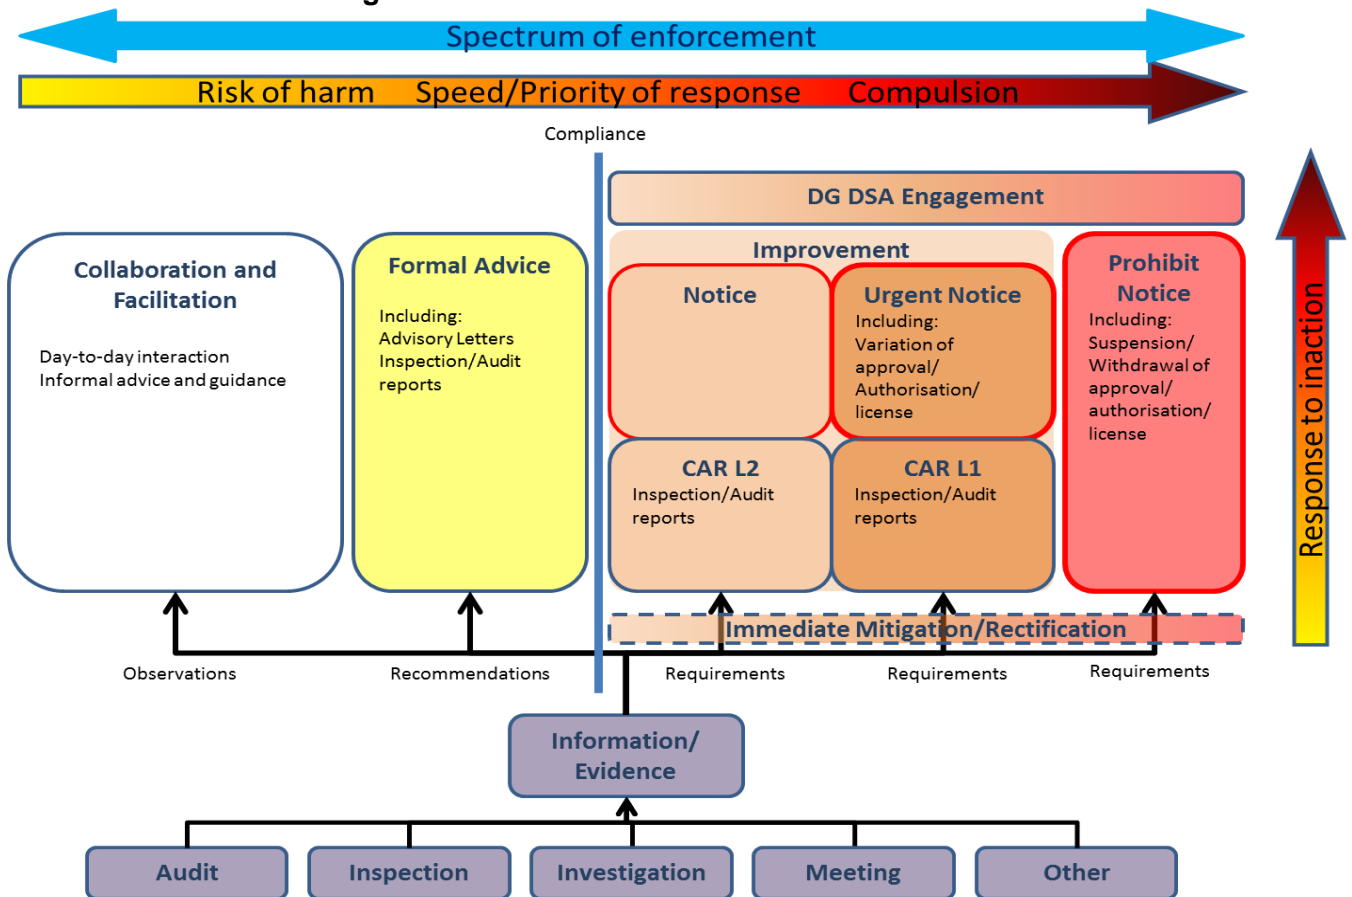 Spectrum of enforcement
Risk of harm Speed/Priority of response Compulsion
Compliance
DG DSA Engagement
Collaboration and
Facilitation
Day-to-day interaction
Informal advice and guidance
Formal Advice
Including:
Advisory Letters
Inspection/Audit
reports
Improvement
Notice
Urgent Notice
Including:
Variation of
approval/
Authorisation/
license
CAR L2
Inspection/Audit
reports
CAR L1
Inspection/Audit
reports
Prohibit
Notice
Including:
Suspension/
Withdrawal of
approval/
authorisation/
license
Response to inaction
Immediate Mitigation/Rectification
Observations
Recommendations
Requirements
Requirements
Requirements
Information/
Evidence
Audit
Inspection
Investigation
Meeting
Other